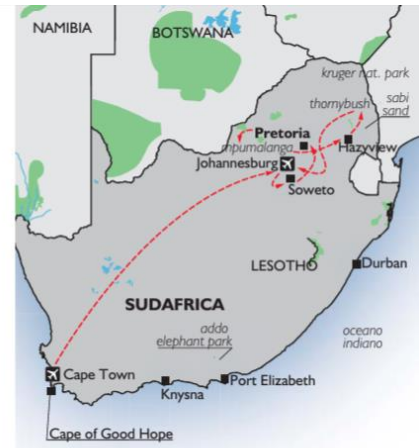 NAMIBIA
BOTSWANA
kruger nat. park
thornybush
sabi
sand
Pretoria
mpumalanga
Johannesburg
Hazyview
Soweto
LESOTHO
Durban
SUDAFRICA
addo
elephant park
oceano
indiano
Cape Town
Knysna
Port Elizabeth
Cape of Good Hope